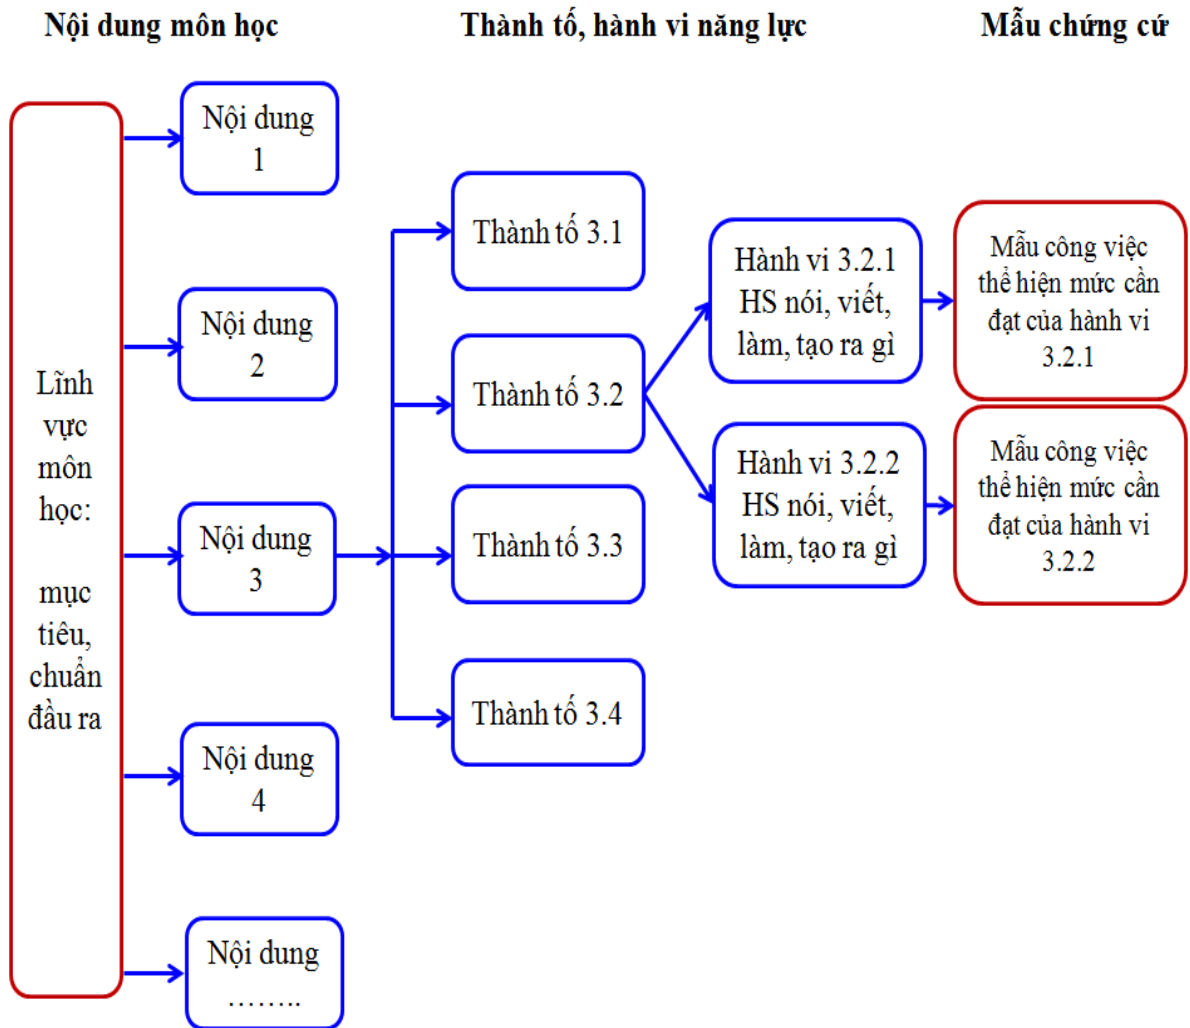 Nội dung môn học
Thành tố, hành vi năng lực
Mẫu chứng cứ
Lĩnh
vực
môn
học:
mục
tiêu,
chuẩn
đầu ra
Nội dung
1
Nội dung
2
Nội dung
3
Nội dung
4
Nội dung
……..
Thành tố 3.1
Thành tố 3.2
Thành tố 3.3
Thành tố 3.4
Hành vi 3.2.1
HS nói, viết,
làm, tạo ra gì
Hành vi 3.2.2
HS nói, viết,
làm, tạo ra gì
Mẫu công việc
thể hiện mức cần
đạt của hành vi
3.2.1
Mẫu công việc
thể hiện mức cần
đạt của hành vi
3.2.2